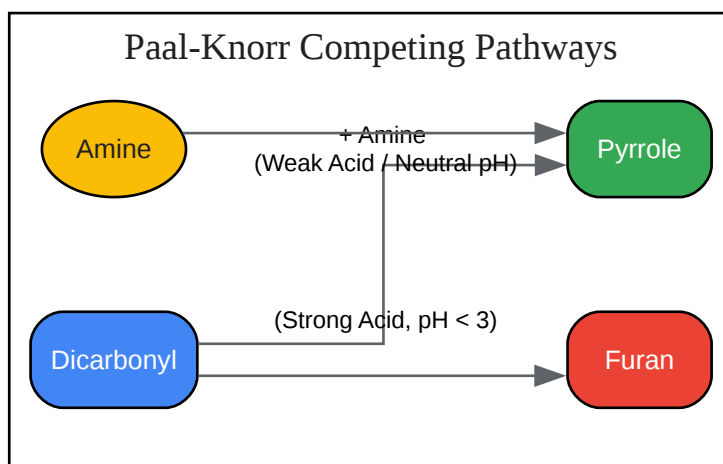 Paal-Knorr Competing Pathways
Amine
+ Amine
(Weak Acid / Neutral pH)
Pyrrole
Dicarbonyl
(Strong Acid, pH < 3)
Furan